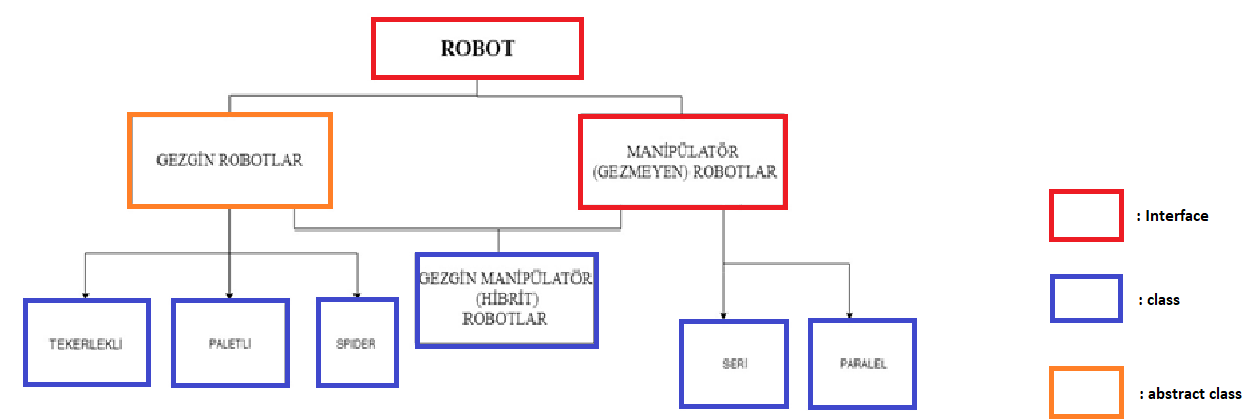 ROBOT
GEZGİN ROBOTLAR
MANİPÜLATÖR
(GEZMEYEN) ROBOTLAR
: Interface
GEZGİN MANİPÜLATÖR
(HİBRİT)
ROBOTLAR
: class
TEKERLEKLİ
PALETLİ
SPIDER
SERİ
PARALEL
: abstract class